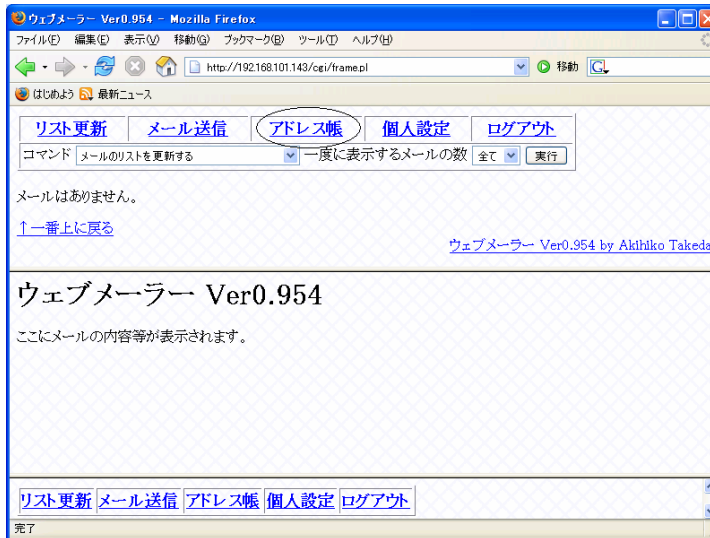 ウェブメーラー Ver0.954 - Mozilla Firefox
ファイル(F) 編集(E) 表示(V) 移動(G) ブックマーク(B) ツール(T) ヘルプ(H)
http://192.168.101.143/cgi/frame.pl 移動 G
はじめよう 最新ニュース
リスト更新 メール送信 アドレス帳 個人設定 ログアウト
コマンド メールのリストを更新する 一度に表示するメールの数 全て 実行
メールはありません。
↑一番上に戻る
ウェブメーラー Ver0.954 by Akihiko Takeda
ウェブメーラー Ver0.954
ここにメールの内容等が表示されます。
リスト更新 メール送信 アドレス帳 個人設定 ログアウト
完了